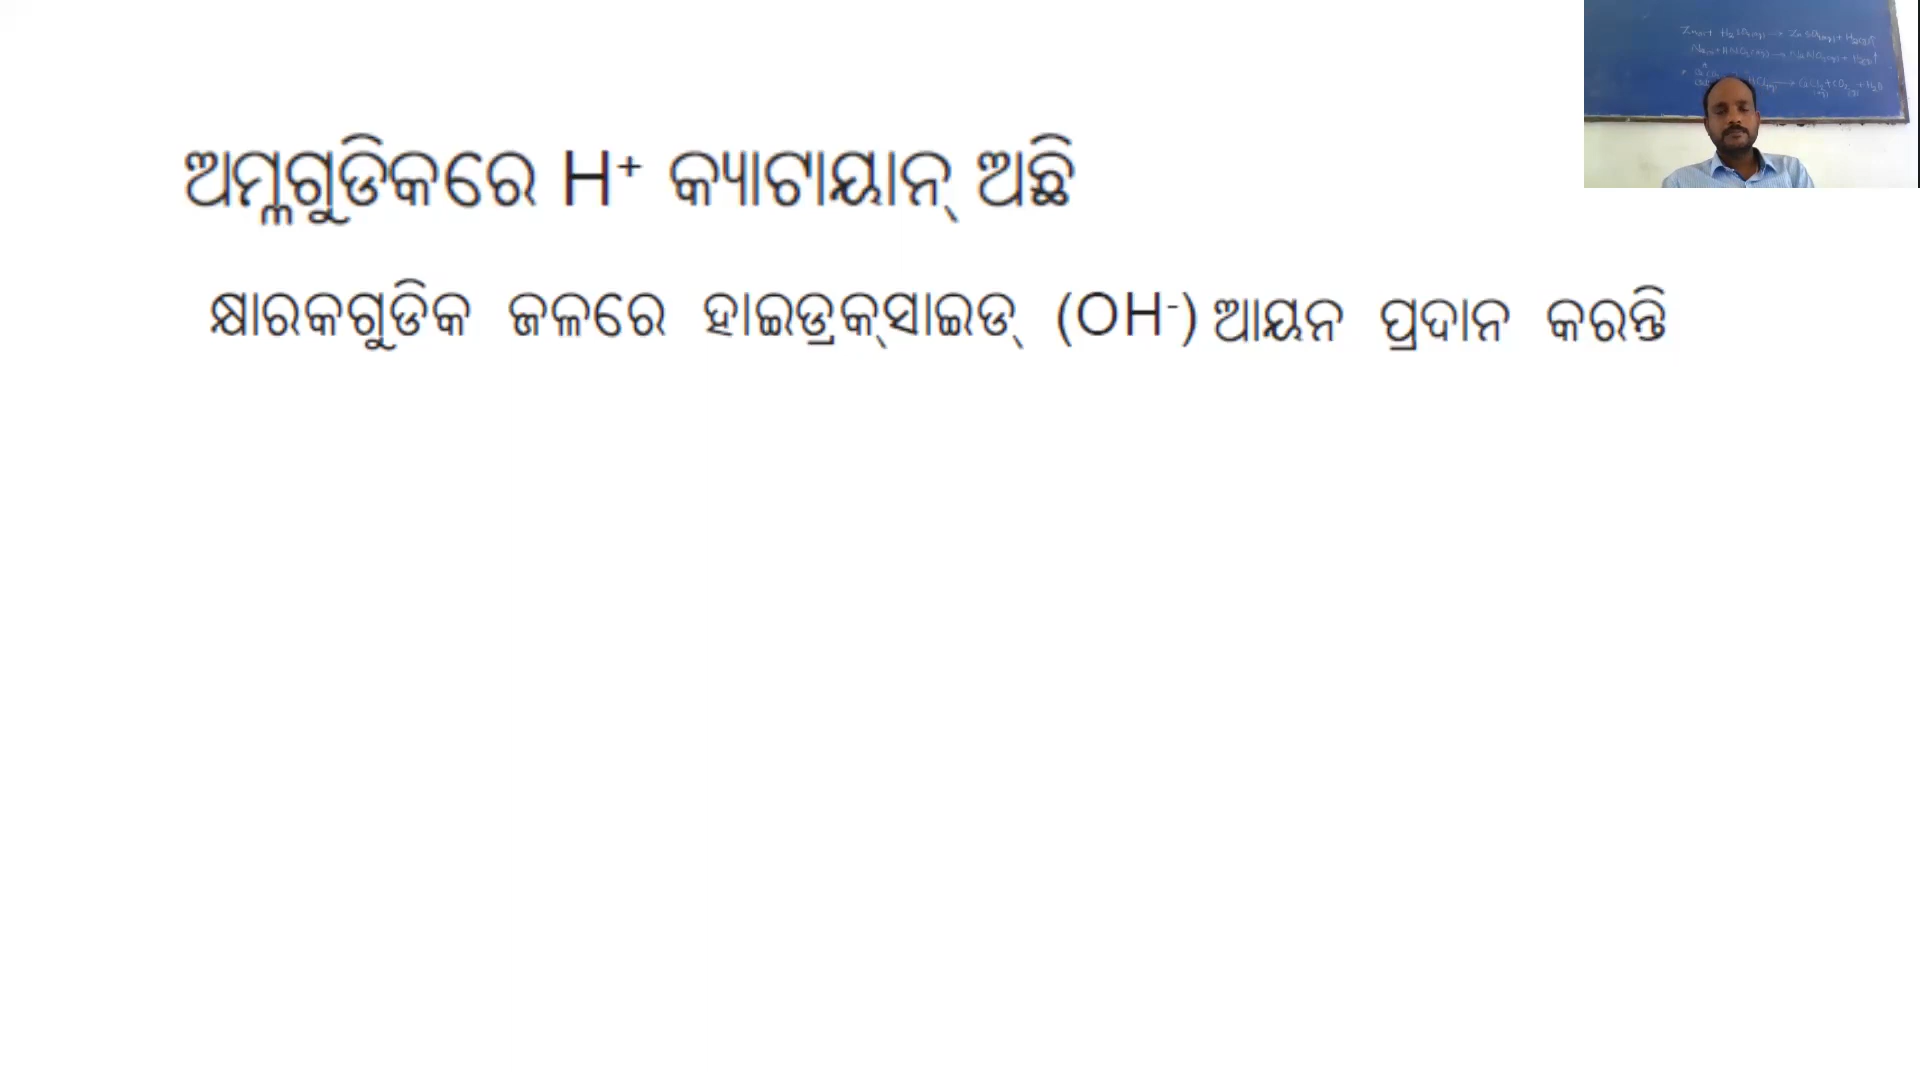 ଅମ୍ଳଗୁଡିକରେ H⁺ କ୍ୟାଟାୟାନ୍ ଅଛି
କ୍ଷାରକଗୁଡିକ ଜଳରେ ହାଇଡ୍ରକ୍‌ସାଇଡ୍ (OH⁻) ଆୟନ ପ୍ରଦାନ କରନ୍ତି